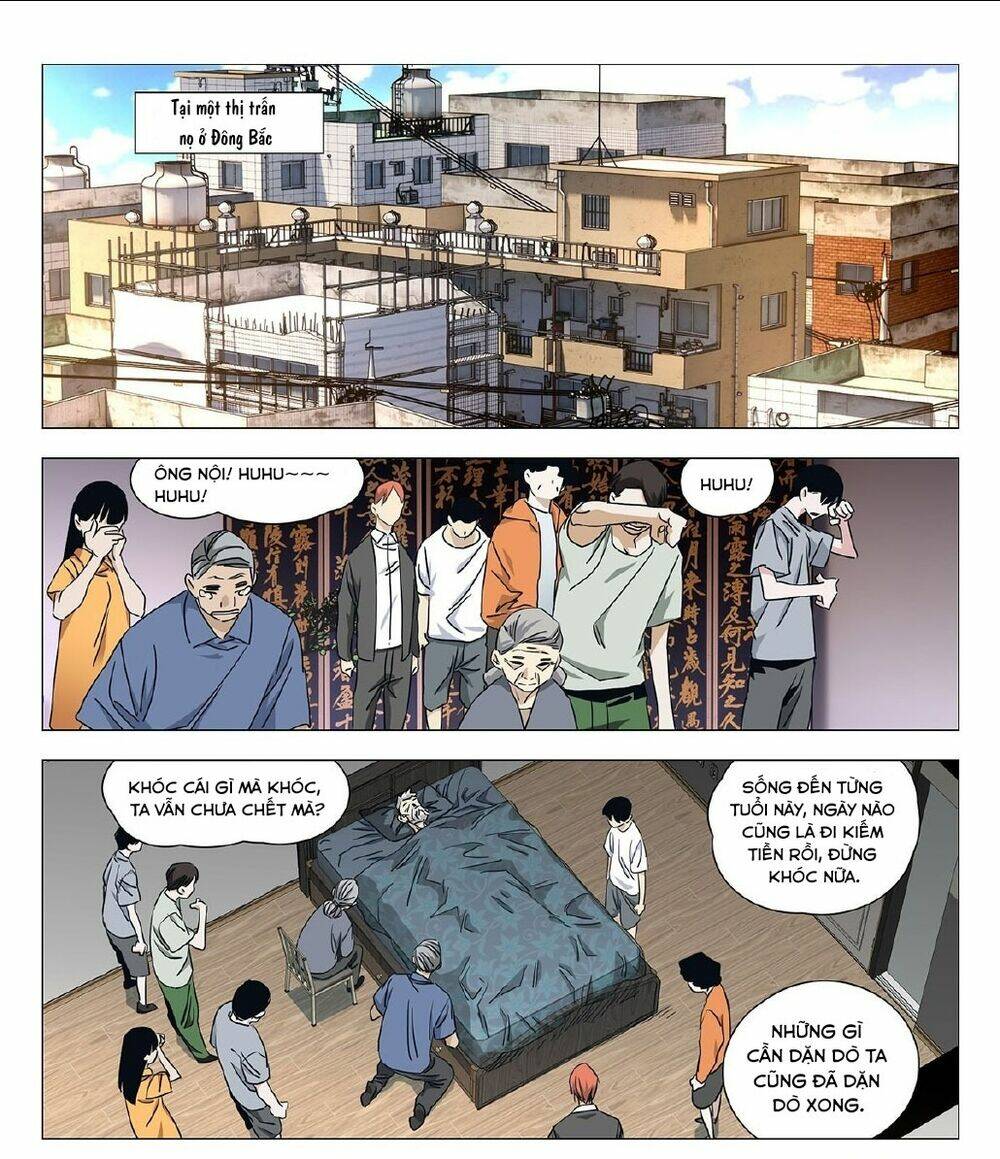 Tại một thị trấn
nọ ở Đông Bắc
ÔNG NỘI! HUHU~~~
HUHU!
HUHU!
KHÓC CÁI GÌ MÀ KHÓC,
TA VẪN CHƯA CHẾT MÀ?
SỐNG ĐẾN TỪNG
TUỔI NÀY, NGÀY NÀO
CŨNG LÀ ĐI KIẾM
TIỀN RỒI, ĐỪNG
KHÓC NỮA.
NHỮNG GÌ
CẦN DẶN DÒ TA
CŨNG ĐÃ DẶN
DÒ XONG.